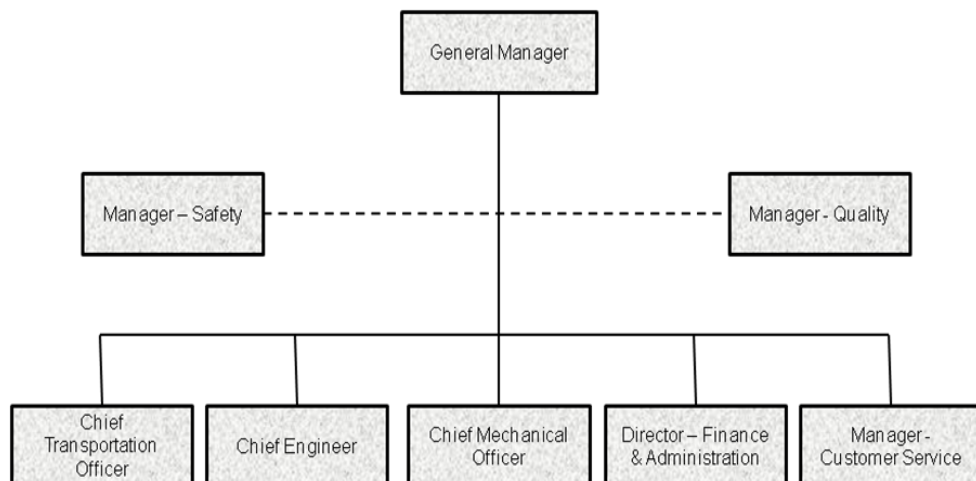 General Manager
Manager – Safety
Manager - Quality
Chief
Transportation
Officer
Chief Engineer
Chief Mechanical
Officer
Director – Finance
& Administration
Manager -
Customer Service